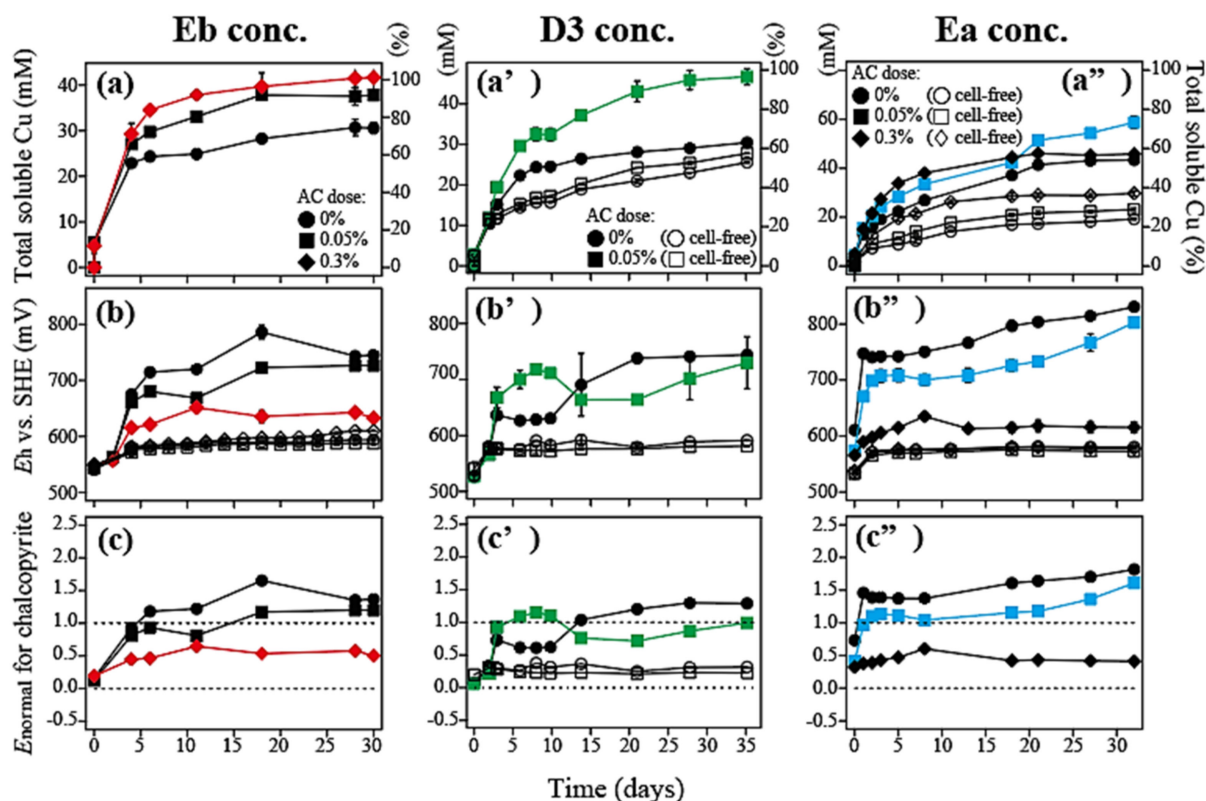 Eb conc.
D3 conc.
Ea conc.
Total soluble Cu (mM)
(%)
(mM)
(%)
(mM)
(%)
Total soluble Cu (%)
(a)
40
30
20
10
0
100
80
60
40
20
0
AC dose:
0%
0.05%
0.3%
(a’)
40
30
20
10
0
100
80
60
40
20
0
AC dose:
0% ( cell-free)
0.05% ( cell-free)
(a”)
80
60
40
20
0
100
80
60
40
20
0
AC dose:
0% ( cell-free)
0.05% ( cell-free)
0.3% ( cell-free)
Eh vs. SHE (mV)
(b)
800
700
600
500
(b’)
800
700
600
500
(b”)
800
700
600
500
Enormal for chalcopyrite
(c)
2.5
2.0
1.5
1.0
0.5
0.0
-0.5
0 5 10 15 20 25 30
(c’)
2.5
2.0
1.5
1.0
0.5
0.0
-0.5
0 5 10 15 20 25 30 35
(c”)
2.5
2.0
1.5
1.0
0.5
0.0
-0.5
0 5 10 15 20 25 30
Time (days)